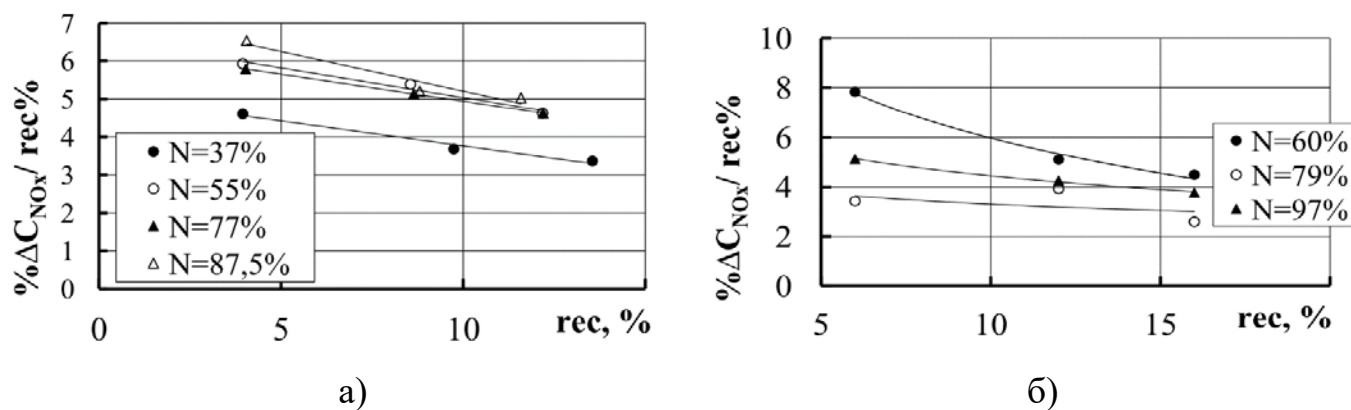 7
6
5
4
3
2
1
0
%ΔC_NOx/ rec%
N=37%
N=55%
N=77%
N=87,5%
0
5
10
rec, %
а)
10
8
6
4
2
0
%ΔC_NOx/ rec%
N=60%
N=79%
N=97%
5
10
15
rec, %
б)